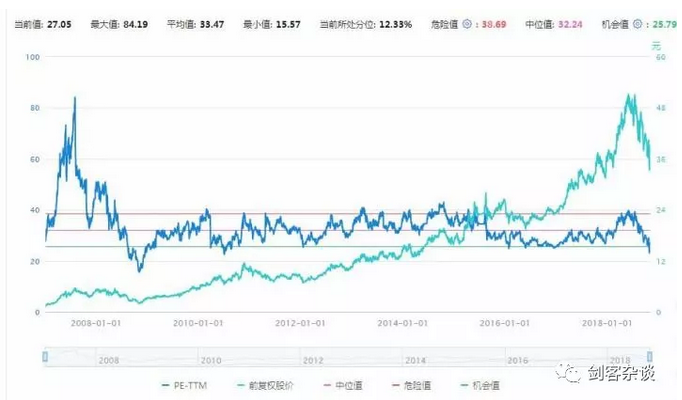 当前值: 27.05 最大值: 84.19 平均值: 33.47 最小值: 15.57 当前所处分位: 12.33% 危险值 : 38.69 中位值: 32.24 机会值 : 25.79
元
100 60
80 48
60 36
40 24
20 12
0 0
2008-01-01 2010-01-01 2012-01-01 2014-01-01 2016-01-01 2018-01-01
2008 2010 2012 2014 2016 2018
PE-TTM 前复权股价 中位值 危险值 机会值
剑客杂谈